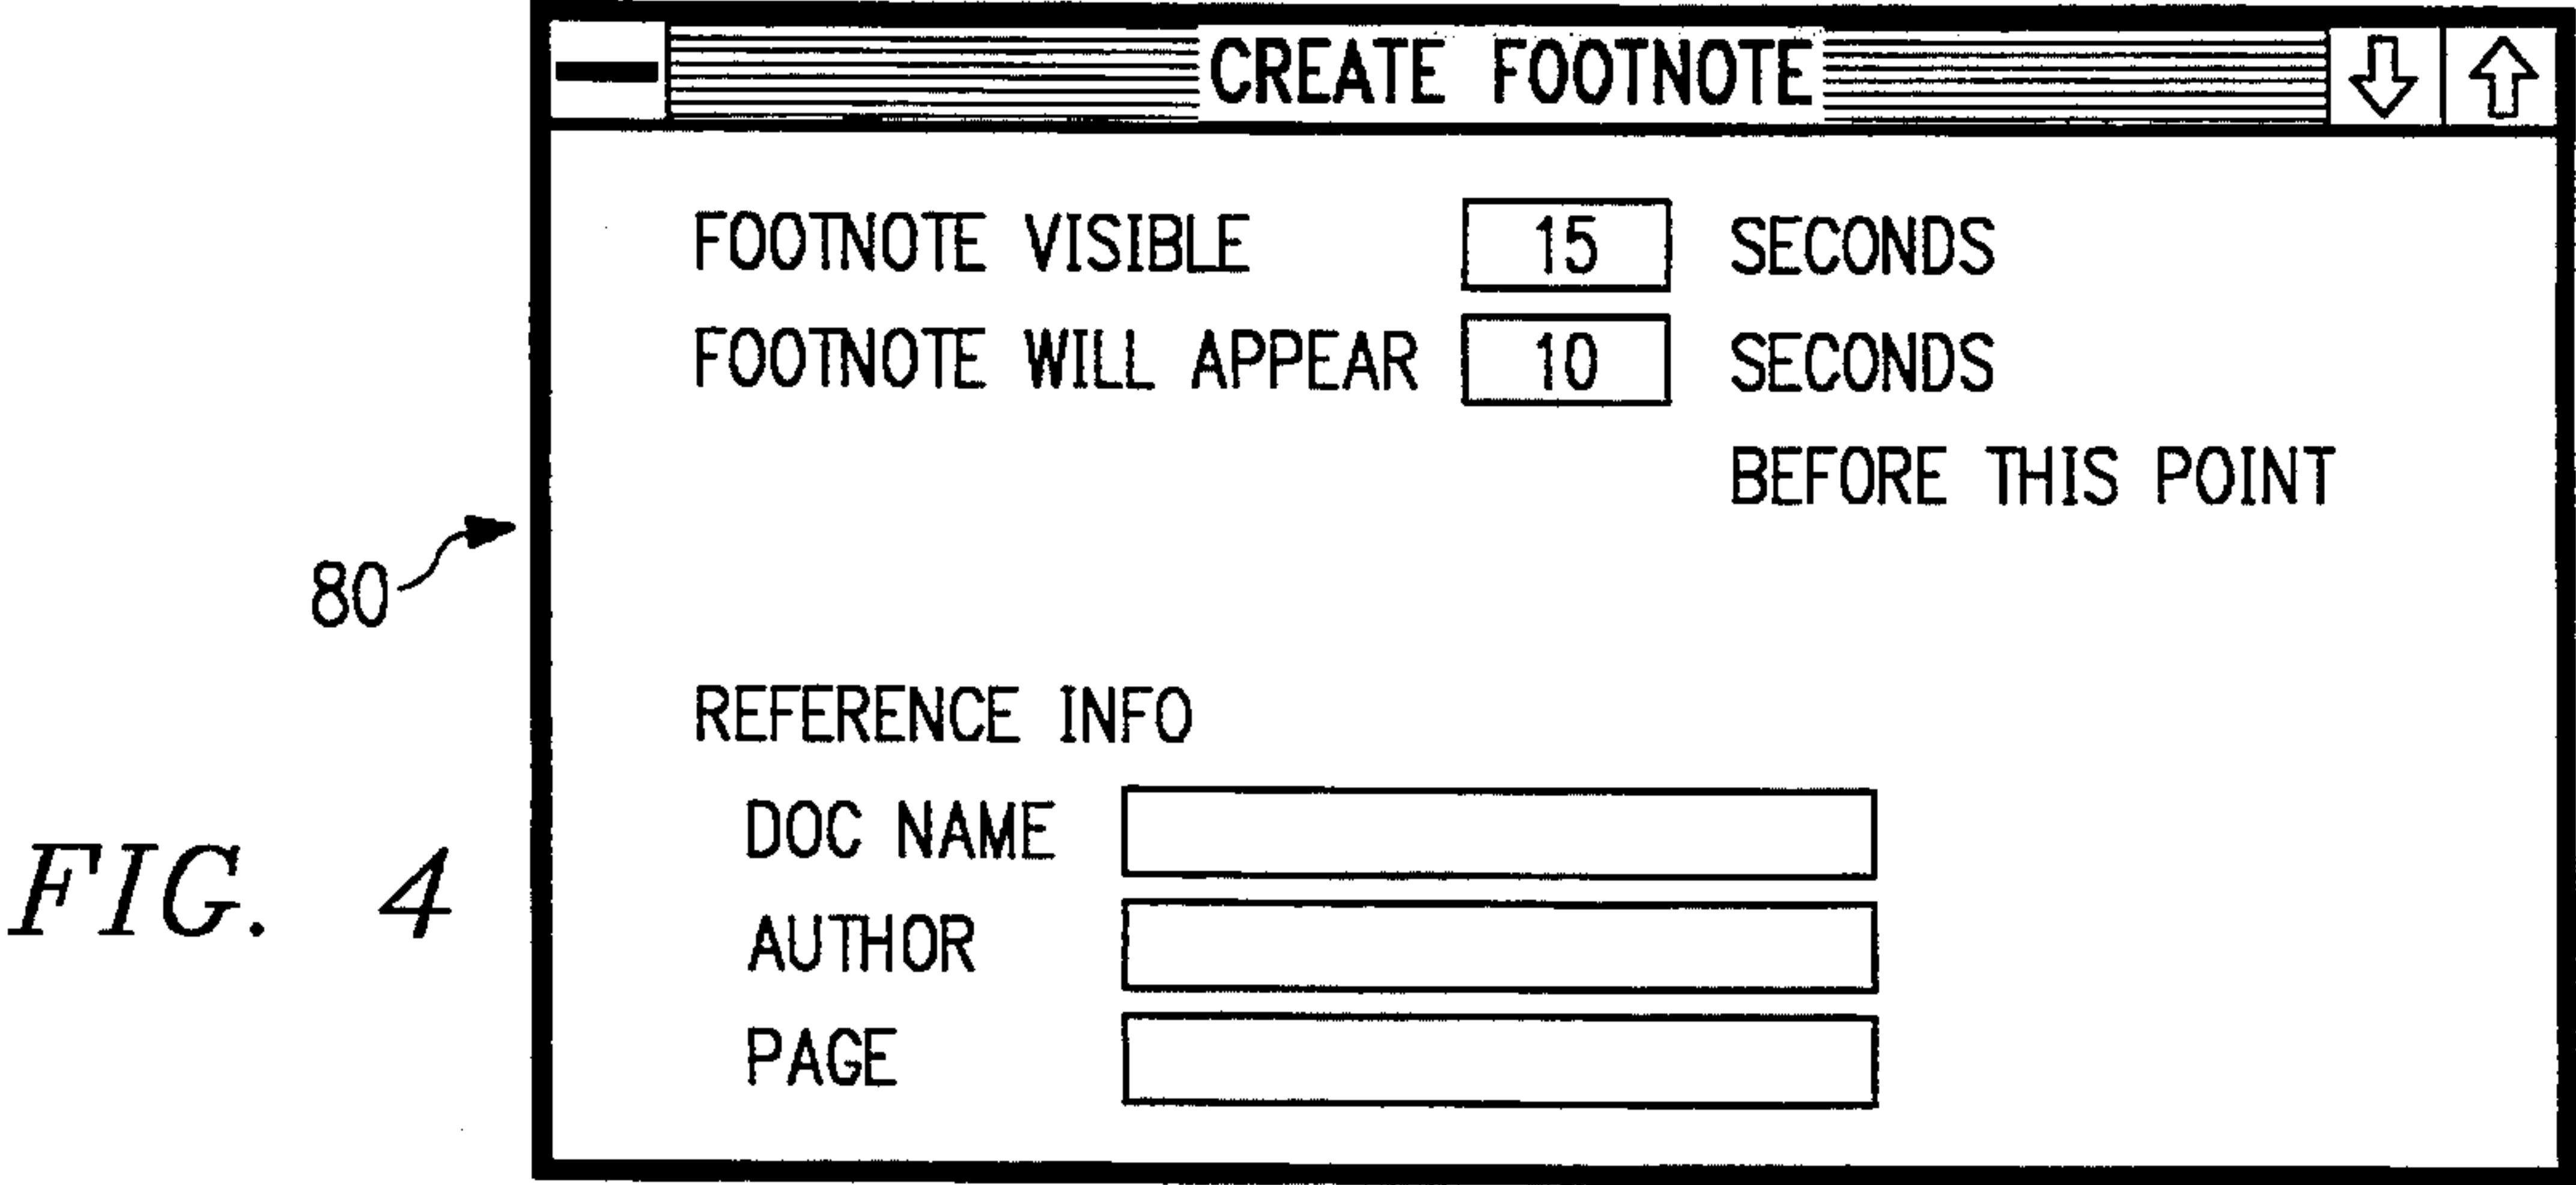 CREATE FOOTNOTE
FOOTNOTE VISIBLE 15 SECONDS
FOOTNOTE WILL APPEAR 10 SECONDS
BEFORE THIS POINT
80
REFERENCE INFO
DOC NAME
AUTHOR
PAGE
FIG. 4